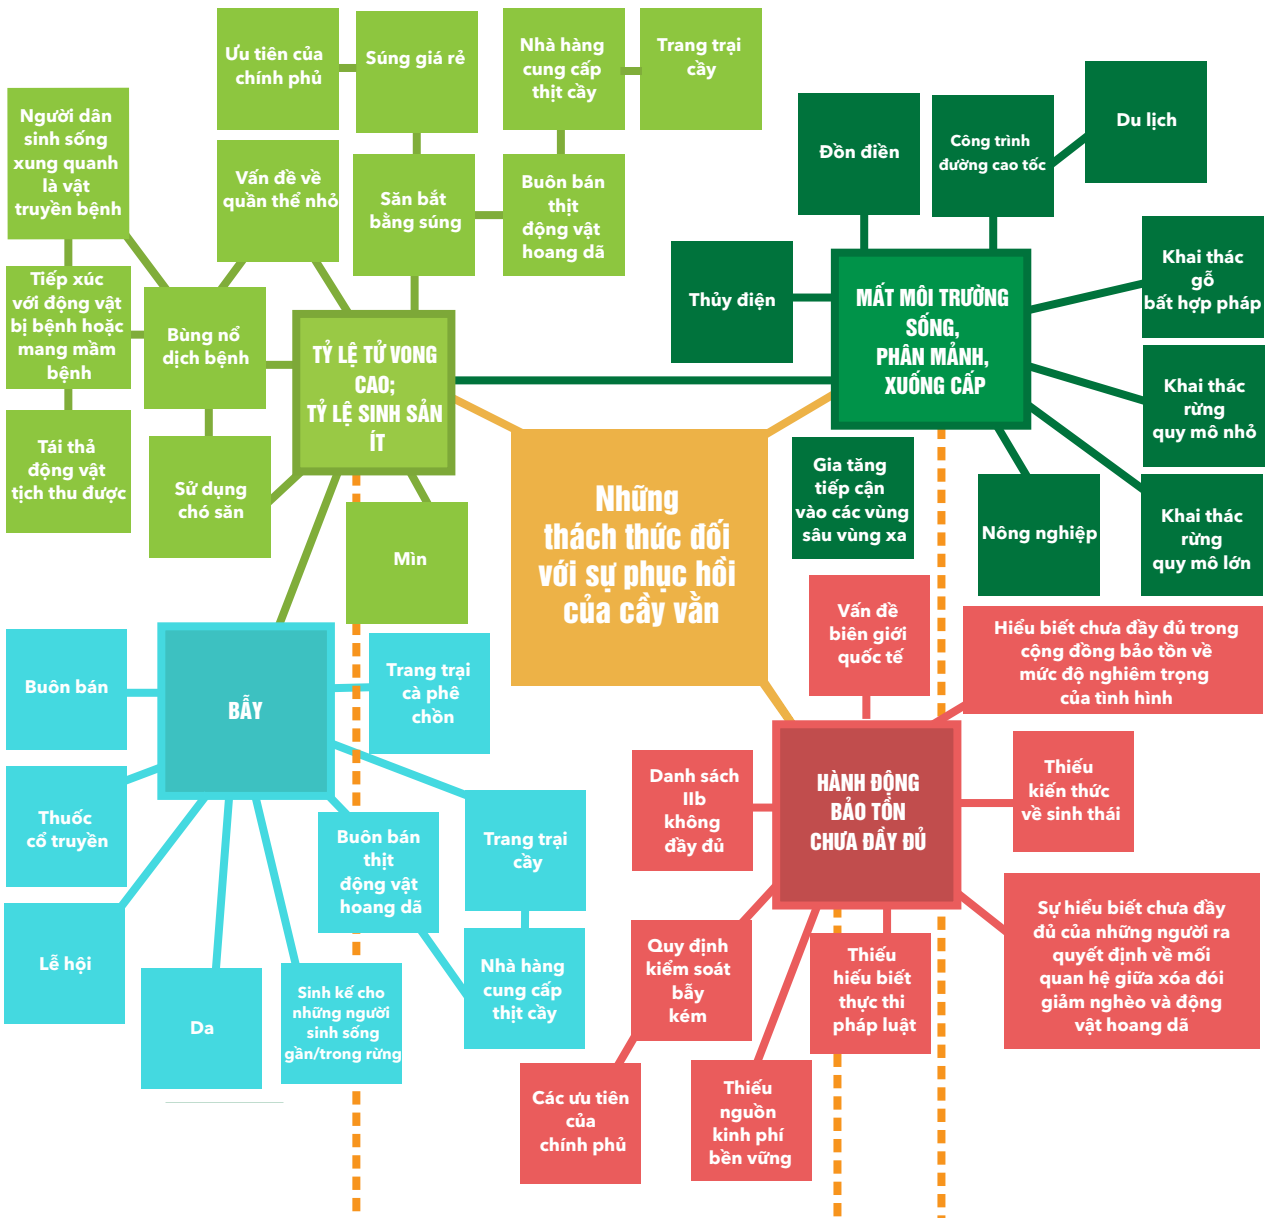 Ưu tiên của
chính phủ
Súng giá rẻ
Nhà hàng
cung cấp
thịt cầy
Trang trại
cầy
Người dân
sinh sống
xung quanh
là vật
truyền bệnh
Vấn đề về
quần thể nhỏ
Săn bắt
bằng súng
Buôn bán
thịt
động vật
hoang dã
Tiếp xúc
với động vật
bị bệnh hoặc
mang mầm
bệnh
Bùng nổ
dịch bệnh
TỶ LỆ TỬ VONG
CAO;
TỶ LỆ SINH SẢN
ÍT
Tái thả
động vật
tịch thu được
Sử dụng
chó săn
Mìn
Đồn điền
Công trình
đường cao tốc
Du lịch
Thủy điện
MẤT MÔI TRƯỜNG
SỐNG,
PHÂN MẢNH,
XUỐNG CẤP
Khai thác
gỗ
bất hợp pháp
Khai thác
rừng
quy mô nhỏ
Khai thác
rừng
quy mô lớn
Gia tăng
tiếp cận
vào các vùng
sâu vùng xa
Nông nghiệp
Những
thách thức đối
với sự phục hồi
của cầy vằn
Buôn bán
BẪY
Trang trại
cà phê
chồn
Thuốc
cổ truyền
Buôn bán
thịt
động vật
hoang dã
Trang trại
cầy
Lễ hội
Da
Sinh kế cho
những người
sinh sống
gần/trong rừng
Nhà hàng
cung cấp
thịt cầy
Vấn đề
biên giới
quốc tế
Hiểu biết chưa đầy đủ trong
cộng đồng bảo tồn về
mức độ nghiêm trọng
của tình hình
Danh sách
IIb
không
đầy đủ
HÀNH ĐỘNG
BẢO TỒN
CHƯA ĐẦY ĐỦ
Thiếu
kiến thức
về sinh thái
Quy định
kiểm soát
bẫy
kém
Thiếu
hiểu biết
thực thi
pháp luật
Sự hiểu biết chưa đầy
đủ của những người ra
quyết định về mối
quan hệ giữa xóa đói
giảm nghèo và động
vật hoang dã
Các ưu tiên
của
chính phủ
Thiếu
nguồn
kinh phí
bền vững